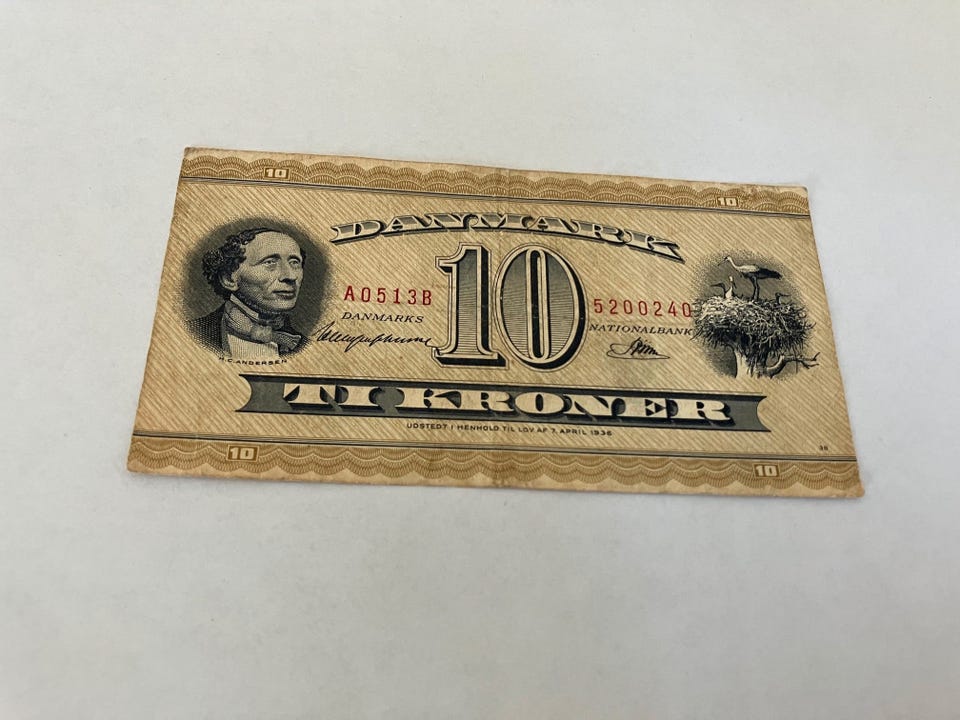 10 10
DANMARK
A0513B 10 5200240
DANMARKS NATIONALBANK
H.C. ANDERSEN
TI KRONER
UDSTEDT I HENHOLD TIL LOV AF 7. APRIL 1936
38
10 10